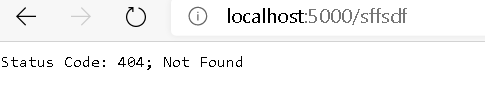 localhost:5000/sffsdf
Status Code: 404; Not Found